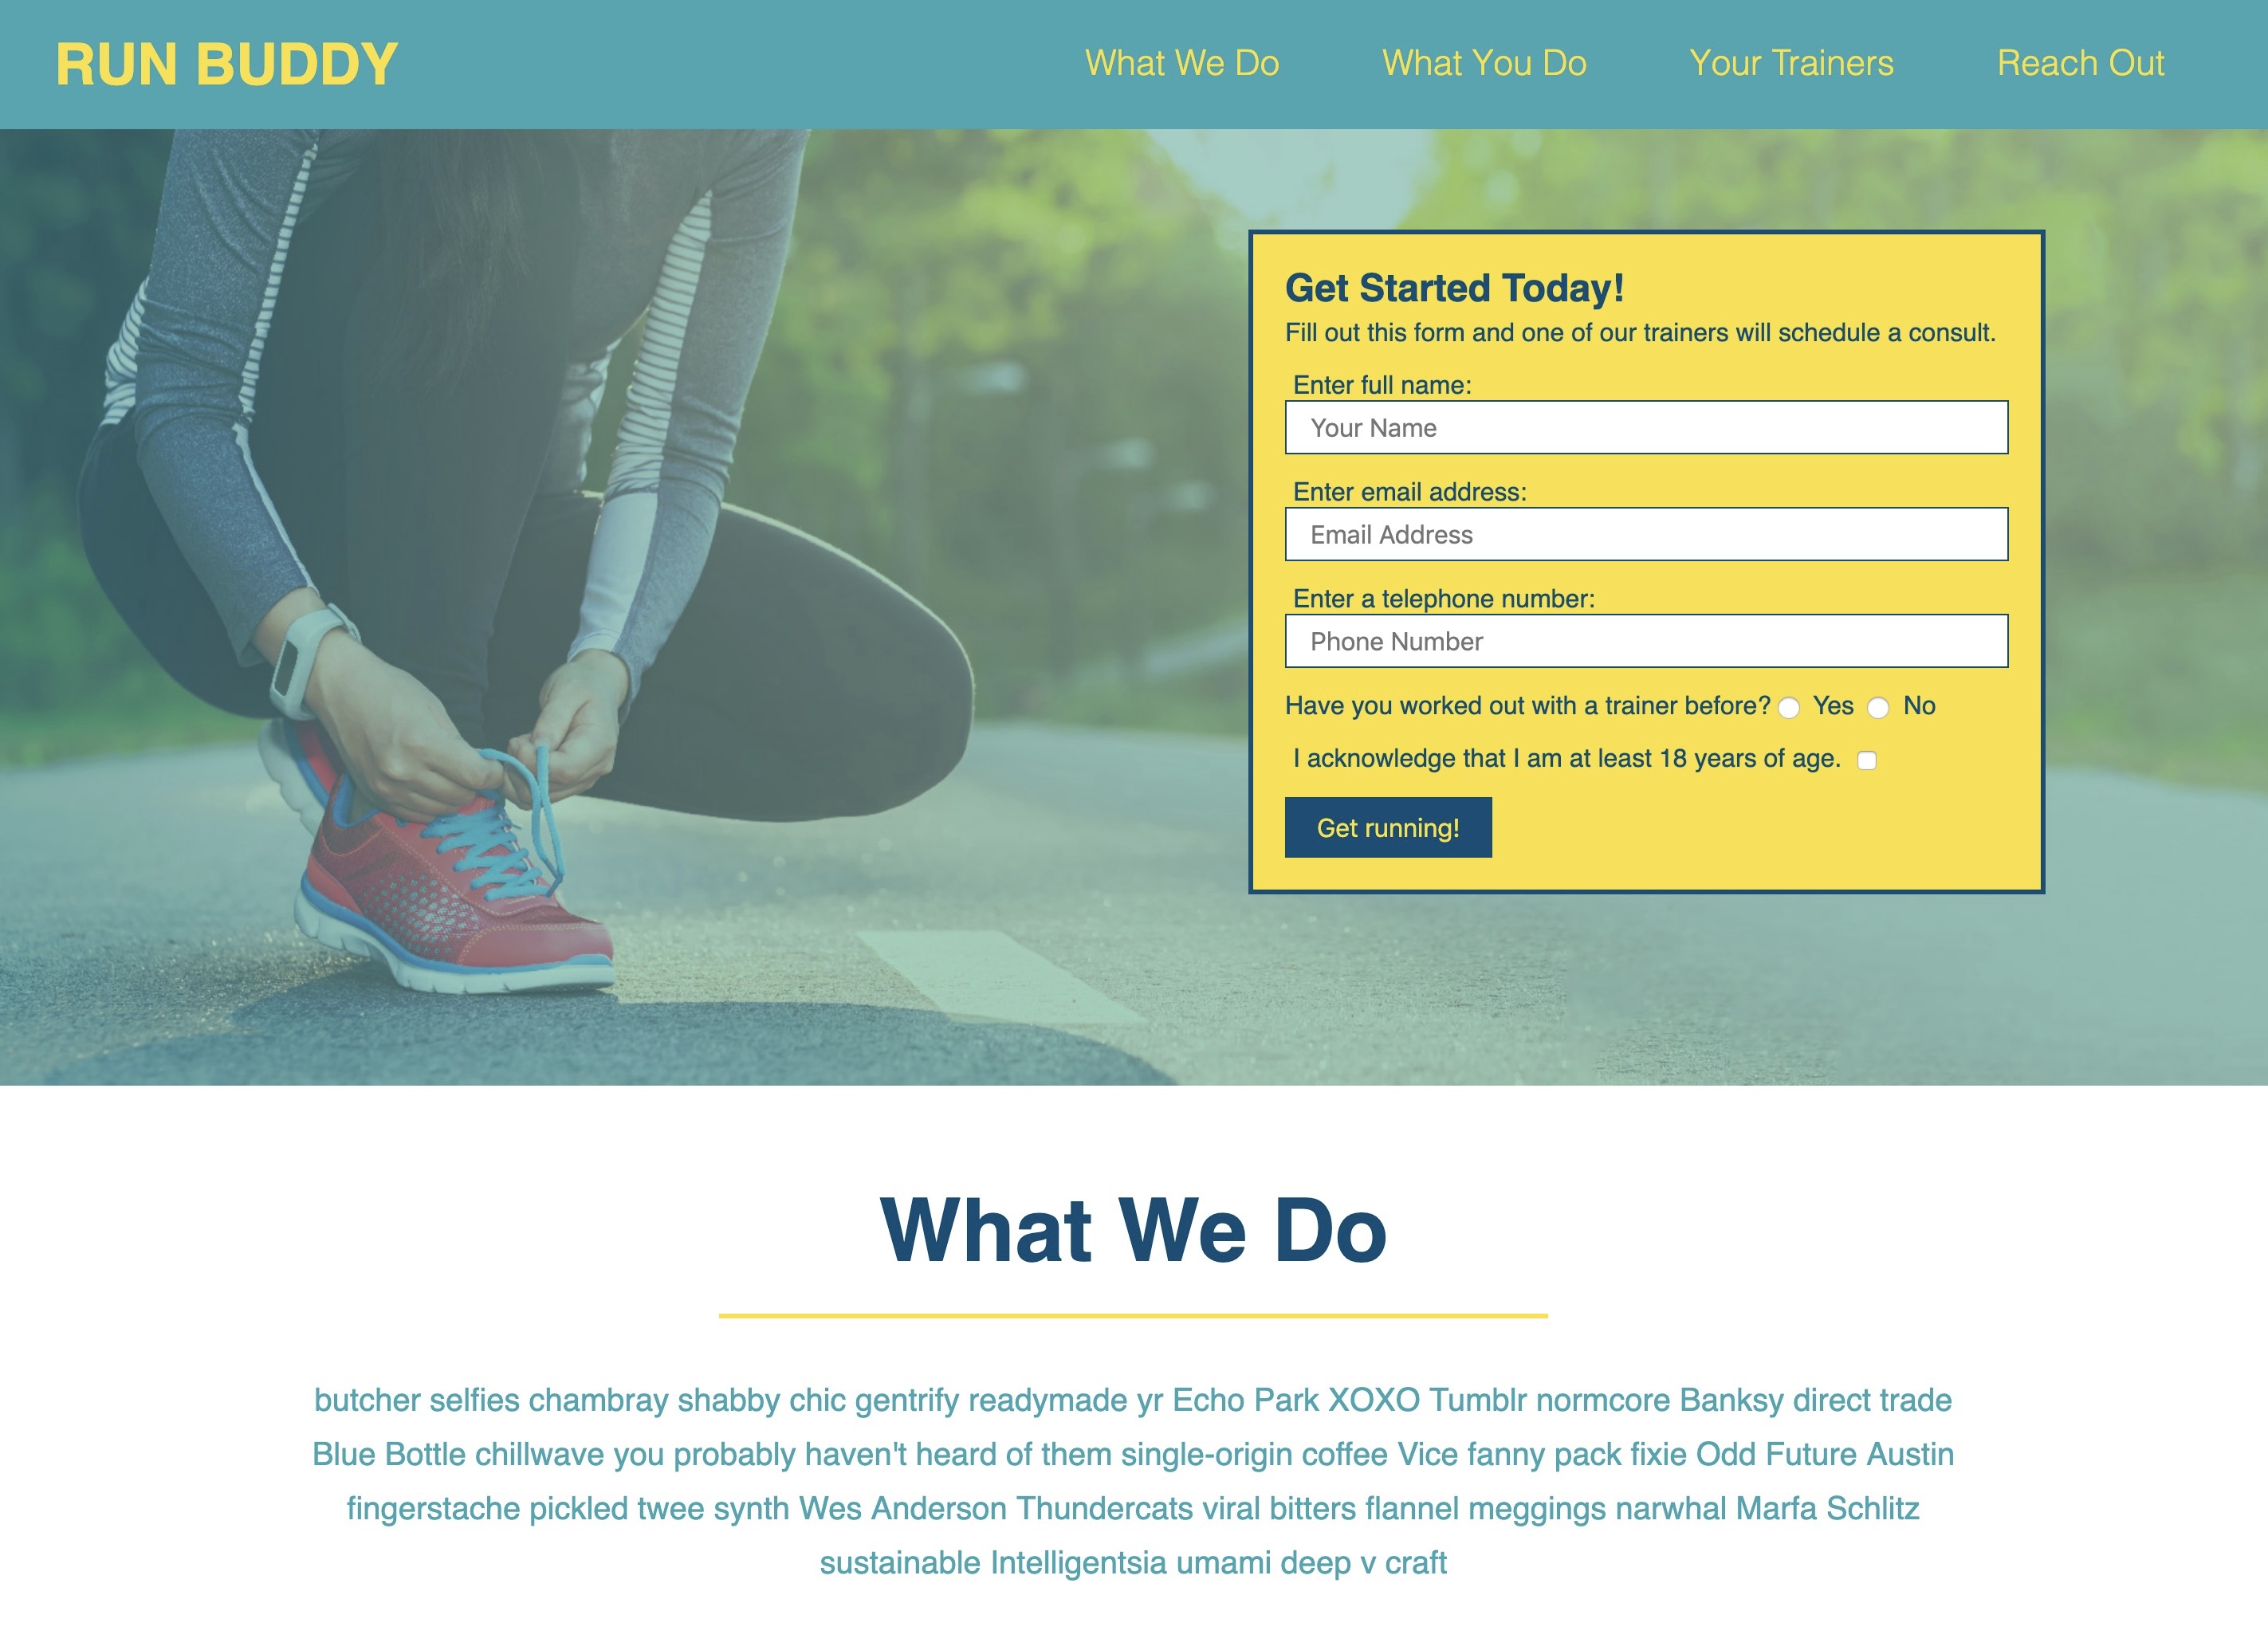 RUN BUDDY
What We Do
What You Do
Your Trainers
Reach Out
Get Started Today!
Fill out this form and one of our trainers will schedule a consult.
Enter full name:
Your Name
Enter email address:
Email Address
Enter a telephone number:
Phone Number
Have you worked out with a trainer before? Yes No
I acknowledge that I am at least 18 years of age.
Get running!
What We Do
butcher selfies chambray shabby chic gentrify readymade yr Echo Park XOXO Tumblr normcore Banksy direct trade
Blue Bottle chillwave you probably haven't heard of them single-origin coffee Vice fanny pack fixie Odd Future Austin
fingerstache pickled twee synth Wes Anderson Thundercats viral bitters flannel meggings narwhal Marfa Schlitz
sustainable Intelligentsia umami deep v craft